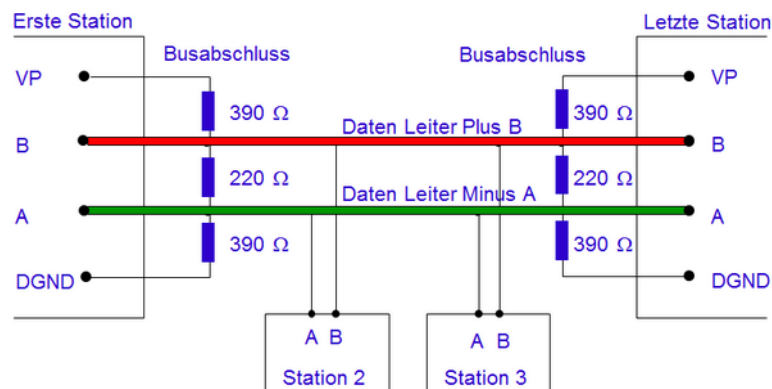 Erste Station
Letzte Station
Busabschluss
Busabschluss
VP
VP
390 Ω
390 Ω
Daten Leiter Plus B
B
B
220 Ω
220 Ω
Daten Leiter Minus A
A
A
390 Ω
390 Ω
DGND
DGND
A B
A B
Station 2
Station 3